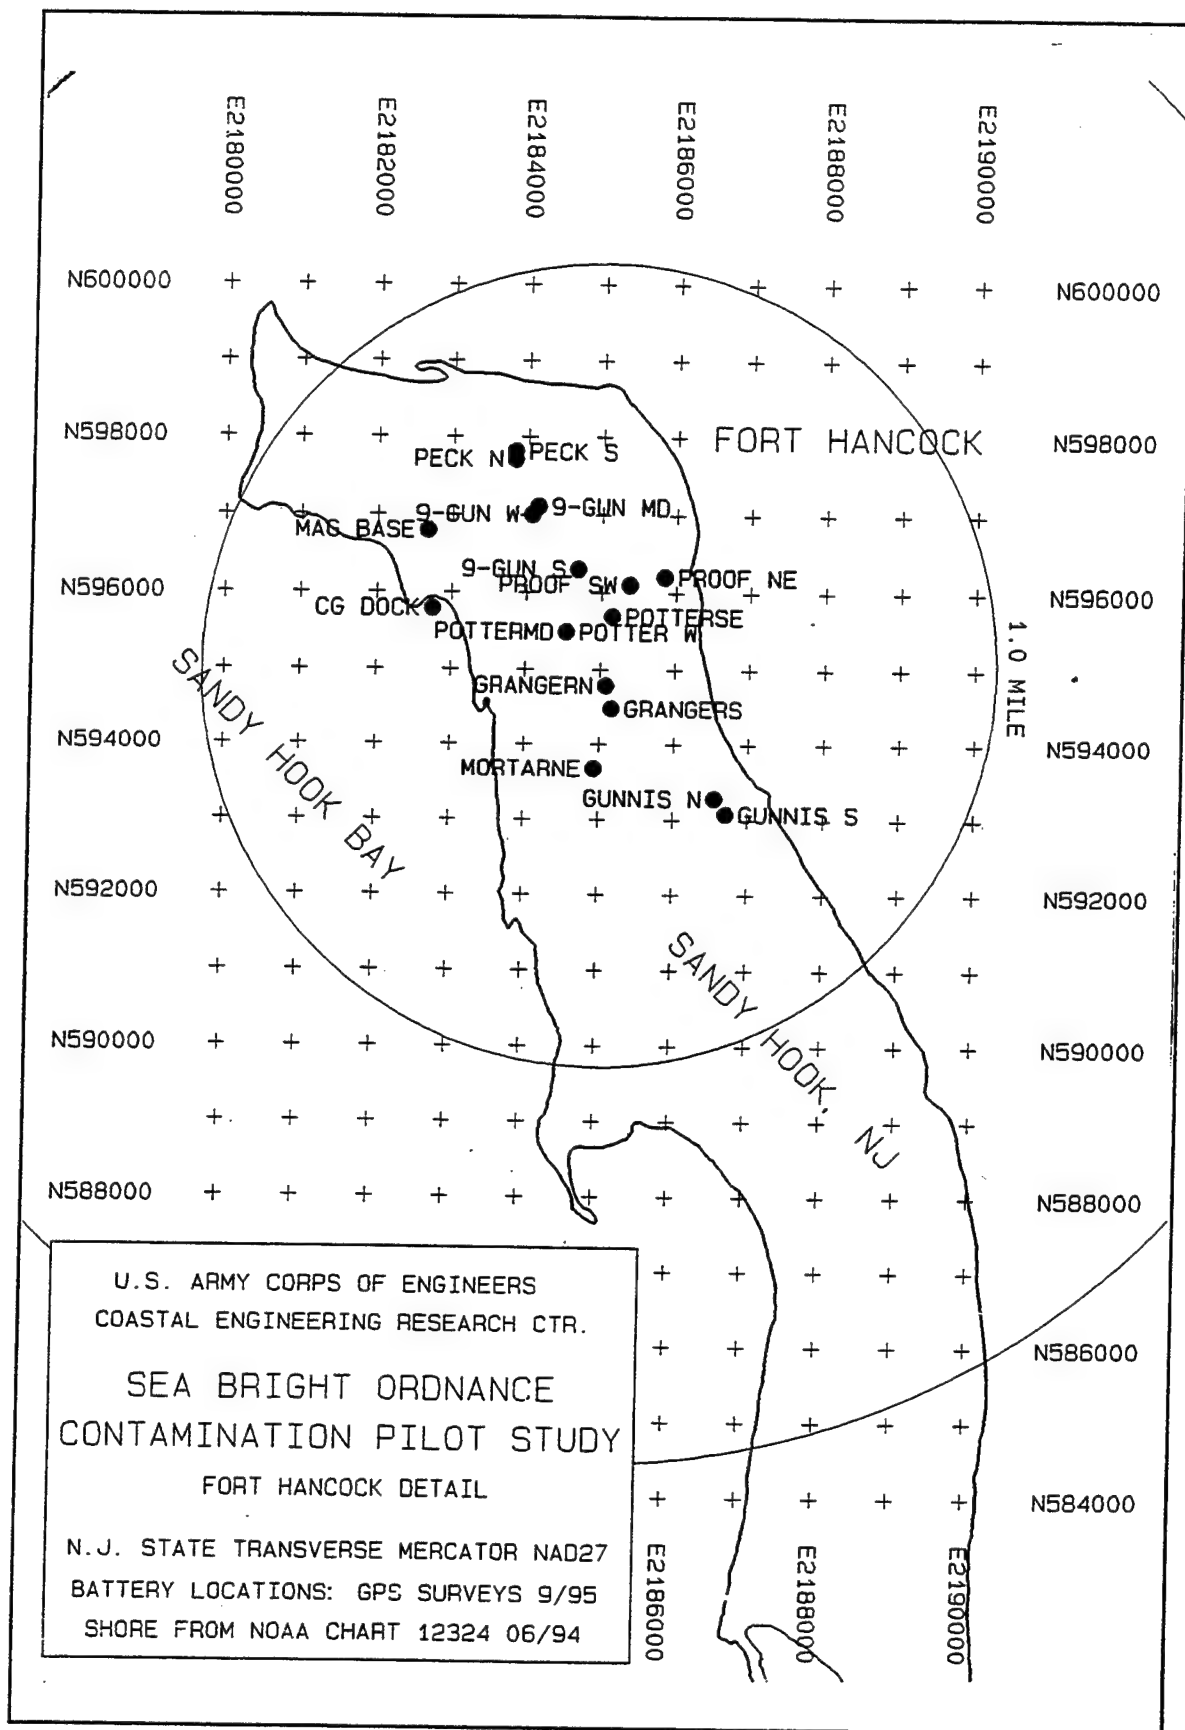 E2180000
E2182000
E2184000
E2186000
E2188000
E2190000
N600000
N600000
N598000
FORT HANCOCK
N598000
PECK N
PECK S
9-GUN W
9-GUN MD
MAG BASE
9-GUN S
PROOF SW
PROOF NE
N596000
N596000
CG DOCK
POTTERSE
POTTERMD
POTTER W
1.0 MILE
SANDY HOOK BAY
GRANGERN
GRANGERS
N594000
N594000
MORTARNE
GUNNIS N
GUNNIS S
N592000
N592000
SANDY HOOK, NJ
N590000
N590000
N588000
N588000
U.S. ARMY CORPS OF ENGINEERS
COASTAL ENGINEERING RESEARCH CTR.
SEA BRIGHT ORDNANCE
CONTAMINATION PILOT STUDY
FORT HANCOCK DETAIL
N.J. STATE TRANSVERSE MERCATOR NAD27
BATTERY LOCATIONS: GPS SURVEYS 9/95
SHORE FROM NOAA CHART 12324 06/94
N586000
N584000
E2186000
E2188000
E2190000